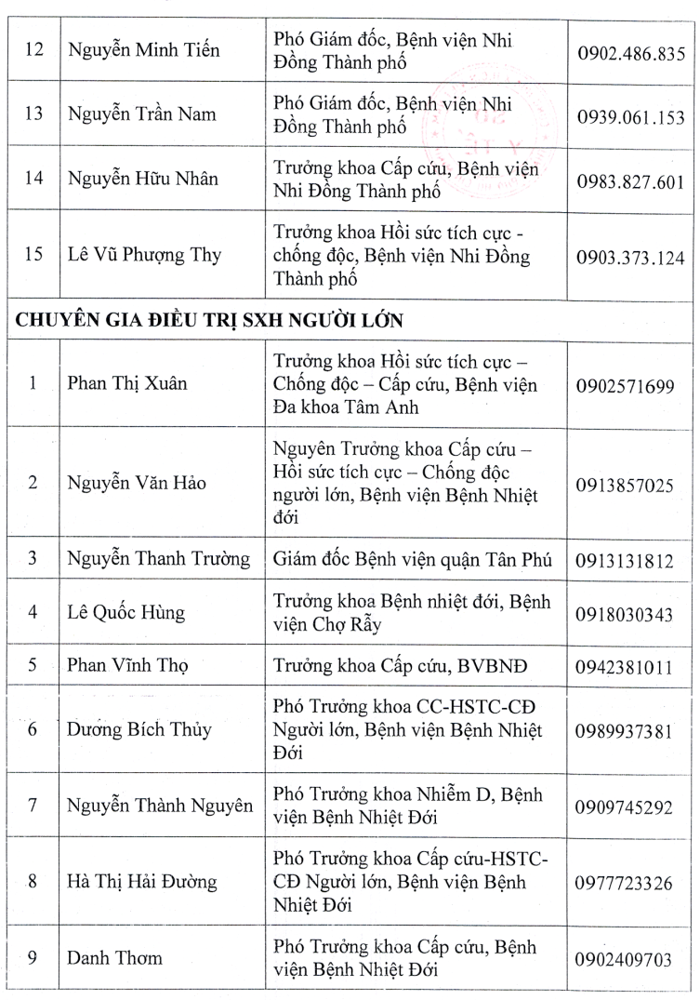 12 Nguyễn Minh Tiến Phó Giám đốc, Bệnh viện Nhi
Đồng Thành phố 0902.486.835
13 Nguyễn Trần Nam Phó Giám đốc, Bệnh viện Nhi
Đồng Thành phố 0939.061.153
14 Nguyễn Hữu Nhân Trưởng khoa Cấp cứu, Bệnh viện
Nhi Đồng Thành phố 0983.827.601
15 Lê Vũ Phượng Thy Trưởng khoa Hồi sức tích cực -
chống độc, Bệnh viện Nhi Đồng
Thành phố 0903.373.124
CHUYÊN GIA ĐIỀU TRỊ SXH NGƯỜI LỚN
1 Phan Thị Xuân Trưởng khoa Hồi sức tích cực –
Chống độc – Cấp cứu, Bệnh viện
Đa khoa Tâm Anh 0902571699
2 Nguyễn Văn Hảo Nguyên Trưởng khoa Cấp cứu –
Hồi sức tích cực – Chống độc
người lớn, Bệnh viện Bệnh Nhiệt
đới 0913857025
3 Nguyễn Thanh Trường Giám đốc Bệnh viện quận Tân Phú 0913131812
4 Lê Quốc Hùng Trưởng khoa Bệnh nhiệt đới, Bệnh
viện Chợ Rẫy 0918030343
5 Phan Vĩnh Thọ Trưởng khoa Cấp cứu, BVBNĐ 0942381011
6 Dương Bích Thủy Phó Trưởng khoa CC-HSTC-CĐ
Người lớn, Bệnh viện Bệnh Nhiệt
Đới 0989937381
7 Nguyễn Thành Nguyên Phó Trưởng khoa Nhiễm D, Bệnh
viện Bệnh Nhiệt Đới 0909745292
8 Hà Thị Hải Đường Phó Trưởng khoa Cấp cứu-HSTC-
CĐ Người lớn, Bệnh viện Bệnh
Nhiệt Đới 0977723326
9 Danh Thơm Phó Trưởng khoa Cấp cứu, Bệnh
viện Bệnh Nhiệt Đới 0902409703
SỞ
Y TẾ